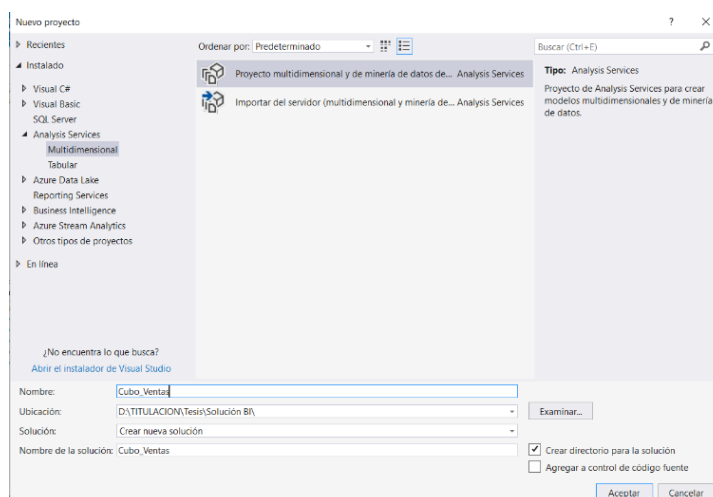 Nuevo proyecto
? X
Recientes
Instalado
Visual C#
Visual Basic
SQL Server
Analysis Services
Multidimensional
Tabular
Azure Data Lake
Reporting Services
Business Intelligence
Azure Stream Analytics
Otros tipos de proyectos
En línea
¿No encuentra lo que busca?
Abrir el instalador de Visual Studio
Ordenar por: Predeterminado
Proyecto multidimensional y de minería de datos de... Analysis Services
Importar del servidor (multidimensional y minería de... Analysis Services
Buscar (Ctrl+E)
Tipo: Analysis Services
Proyecto de Analysis Services para crear
modelos multidimensionales y de minería
de datos.
Nombre: Cubo_Ventas
Ubicación: D:\TITULACION\Tesis\Solución BI\ Examinar...
Solución: Crear nueva solución
Nombre de la solución: Cubo_Ventas
Crear directorio para la solución
Agregar a control de código fuente
Aceptar Cancelar